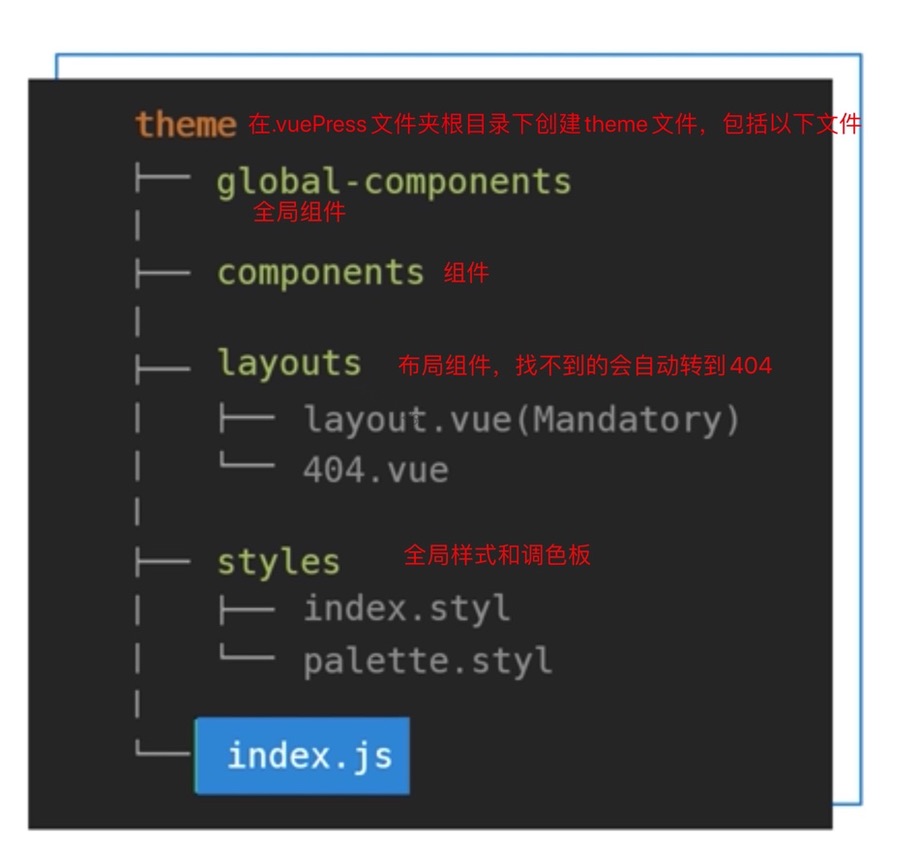 theme 在.vuePress文件夹根目录下创建theme文件，包括以下文件
├── global-components
全局组件
├── components 组件
├── layouts 布局组件，找不到的会自动转到404
├── layout.vue(Mandatory)
└── 404.vue
├── styles 全局样式和调色板
├── index.styl
└── palette.styl
└── index.js